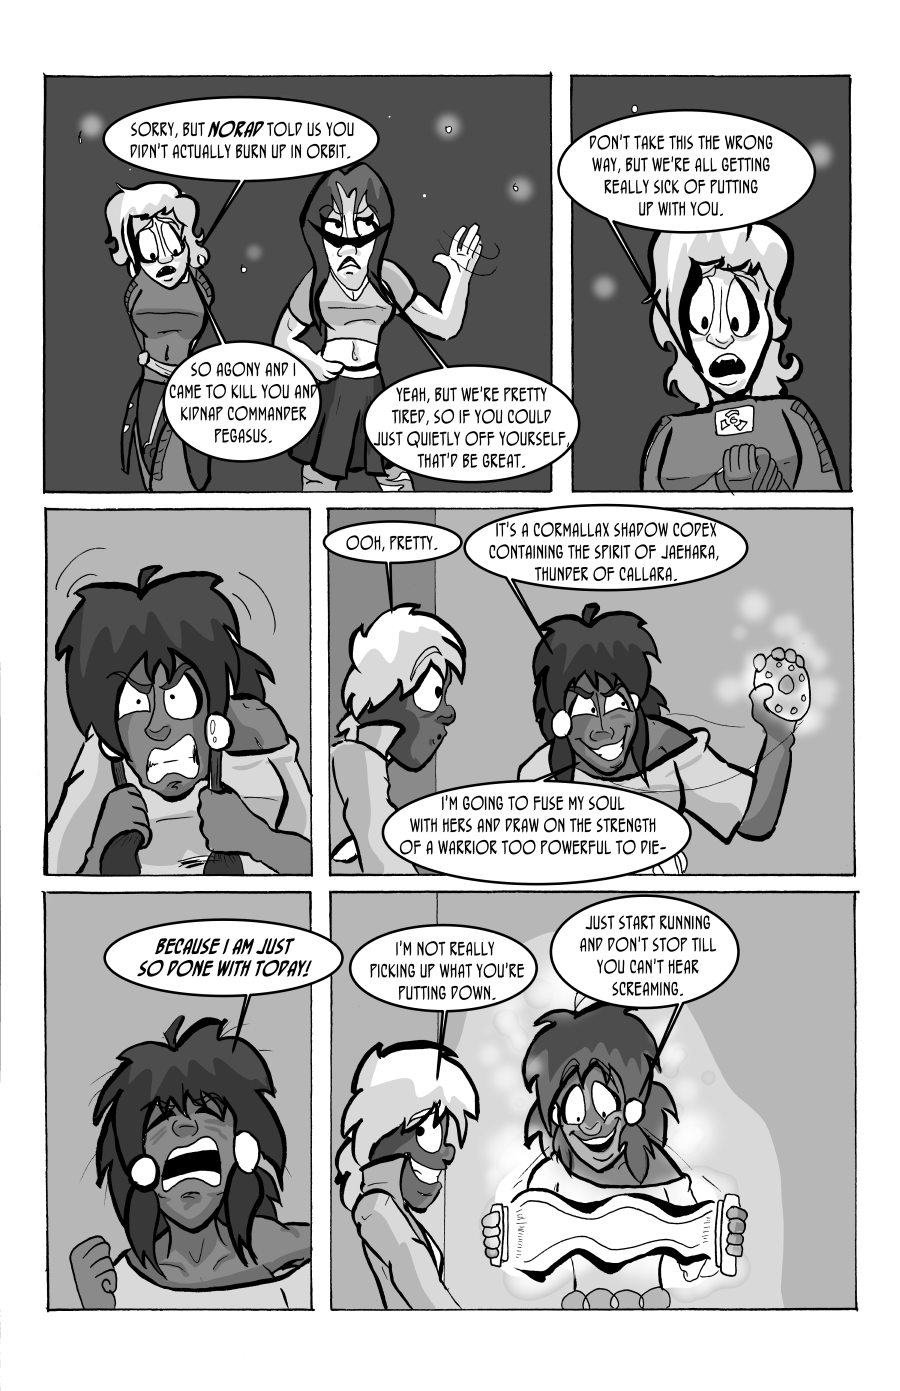 SORRY, BUT NORAD TOLD US YOU
DIDN'T ACTUALLY BURN UP IN ORBIT.
SO AGONY AND I
CAME TO KILL YOU AND
KIDNAP COMMANDER
PEGASUS.
YEAH, BUT WE'RE PRETTY
TIRED, SO IF YOU COULD
JUST QUIETLY OFF YOURSELF,
THAT'D BE GREAT.
DON'T TAKE THIS THE WRONG
WAY, BUT WE'RE ALL GETTING
REALLY SICK OF PUTTING
UP WITH YOU.
OOH, PRETTY.
IT'S A CORMALLAX SHADOW CODEX
CONTAINING THE SPIRIT OF JAEHARA,
THUNDER OF CALLARA.
I'M GOING TO FUSE MY SOUL
WITH HERS AND DRAW ON THE STRENGTH
OF A WARRIOR TOO POWERFUL TO DIE-
BECAUSE I AM JUST
SO DONE WITH TODAY!
I'M NOT REALLY
PICKING UP WHAT YOU'RE
PUTTING DOWN.
JUST START RUNNING
AND DON'T STOP TILL
YOU CAN'T HEAR
SCREAMING.